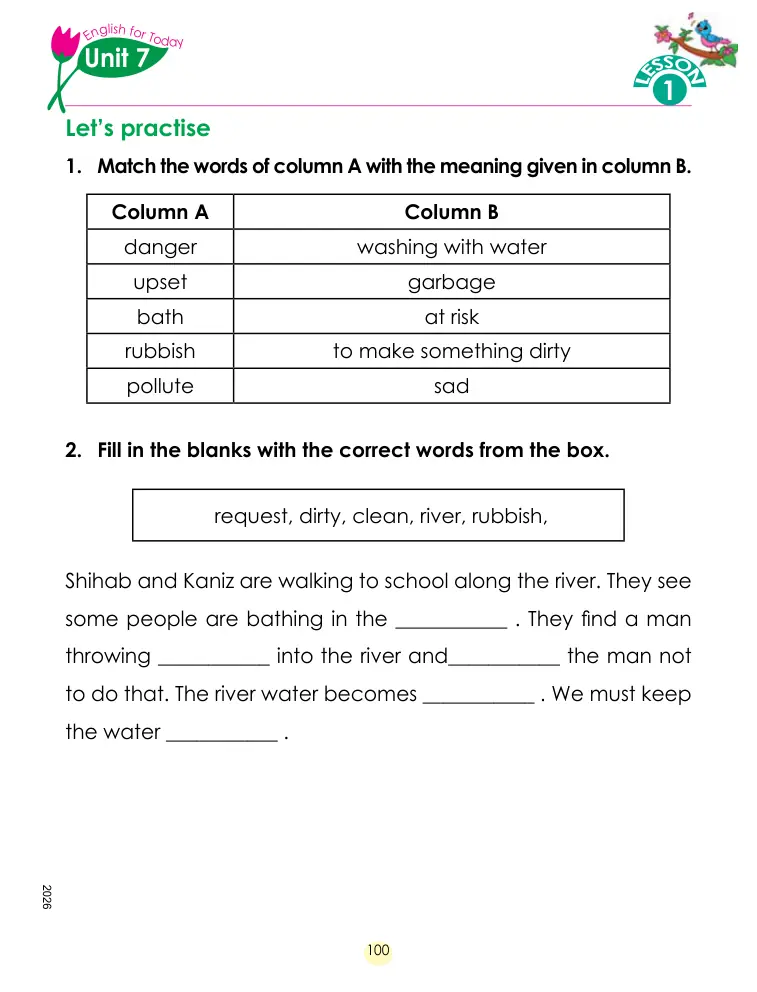 English for Today
Unit 7
LESSON
1
Let's practise
1. Match the words of column A with the meaning given in column B.
Column A Column B
danger washing with water
upset garbage
bath at risk
rubbish to make something dirty
pollute sad
2. Fill in the blanks with the correct words from the box.
request, dirty, clean, river, rubbish,
Shihab and Kaniz are walking to school along the river. They see
some people are bathing in the ___________ . They find a man
throwing ___________ into the river and___________ the man not
to do that. The river water becomes ___________ . We must keep
the water ___________ .
2026
100